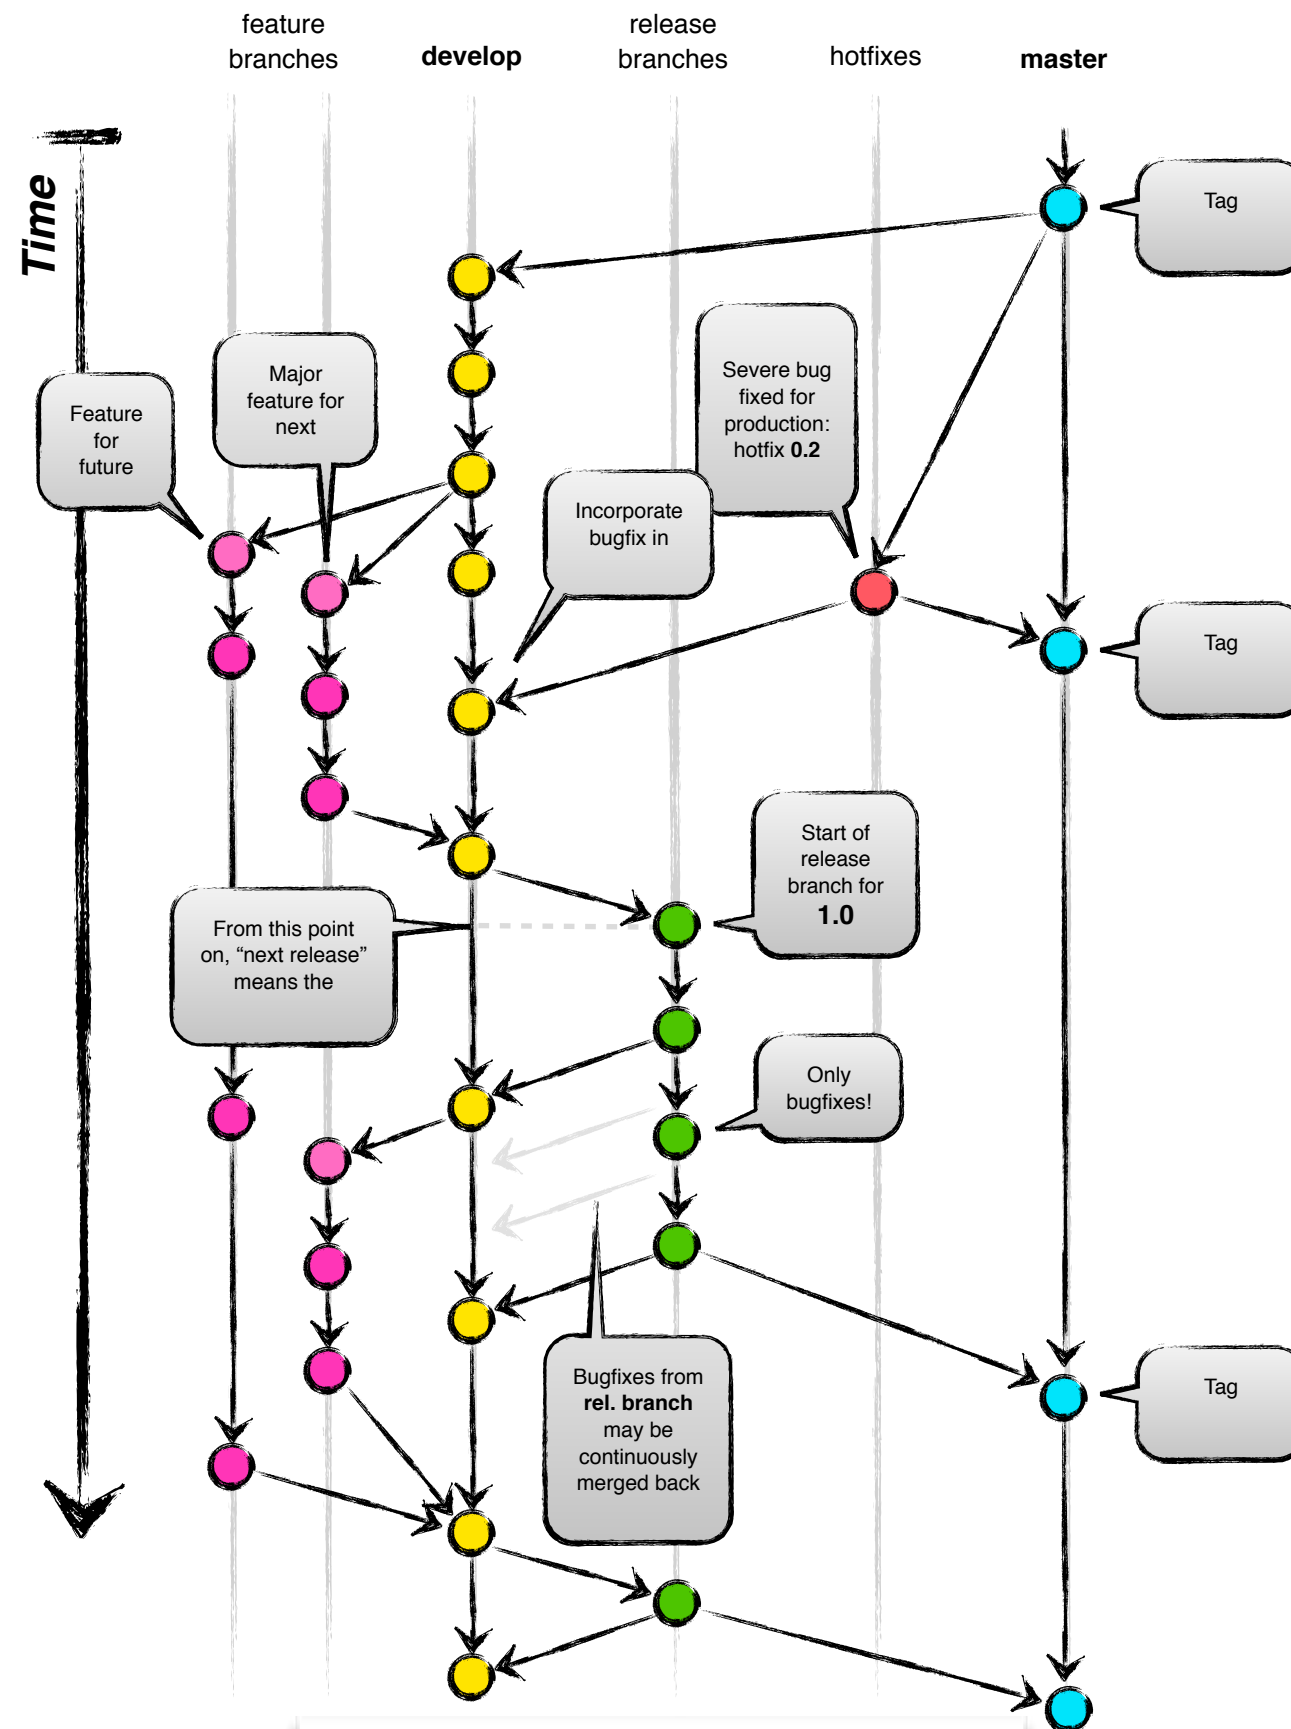 feature
branches
develop
release
branches
hotfixes
master
Time
Tag
Major
feature for
next
Feature
for
future
Severe bug
fixed for
production:
hotfix 0.2
Incorporate
bugfix in
Tag
Start of
release
branch for
1.0
From this point
on, “next release”
means the
Only
bugfixes!
Bugfixes from
rel. branch
may be
continuously
merged back
Tag